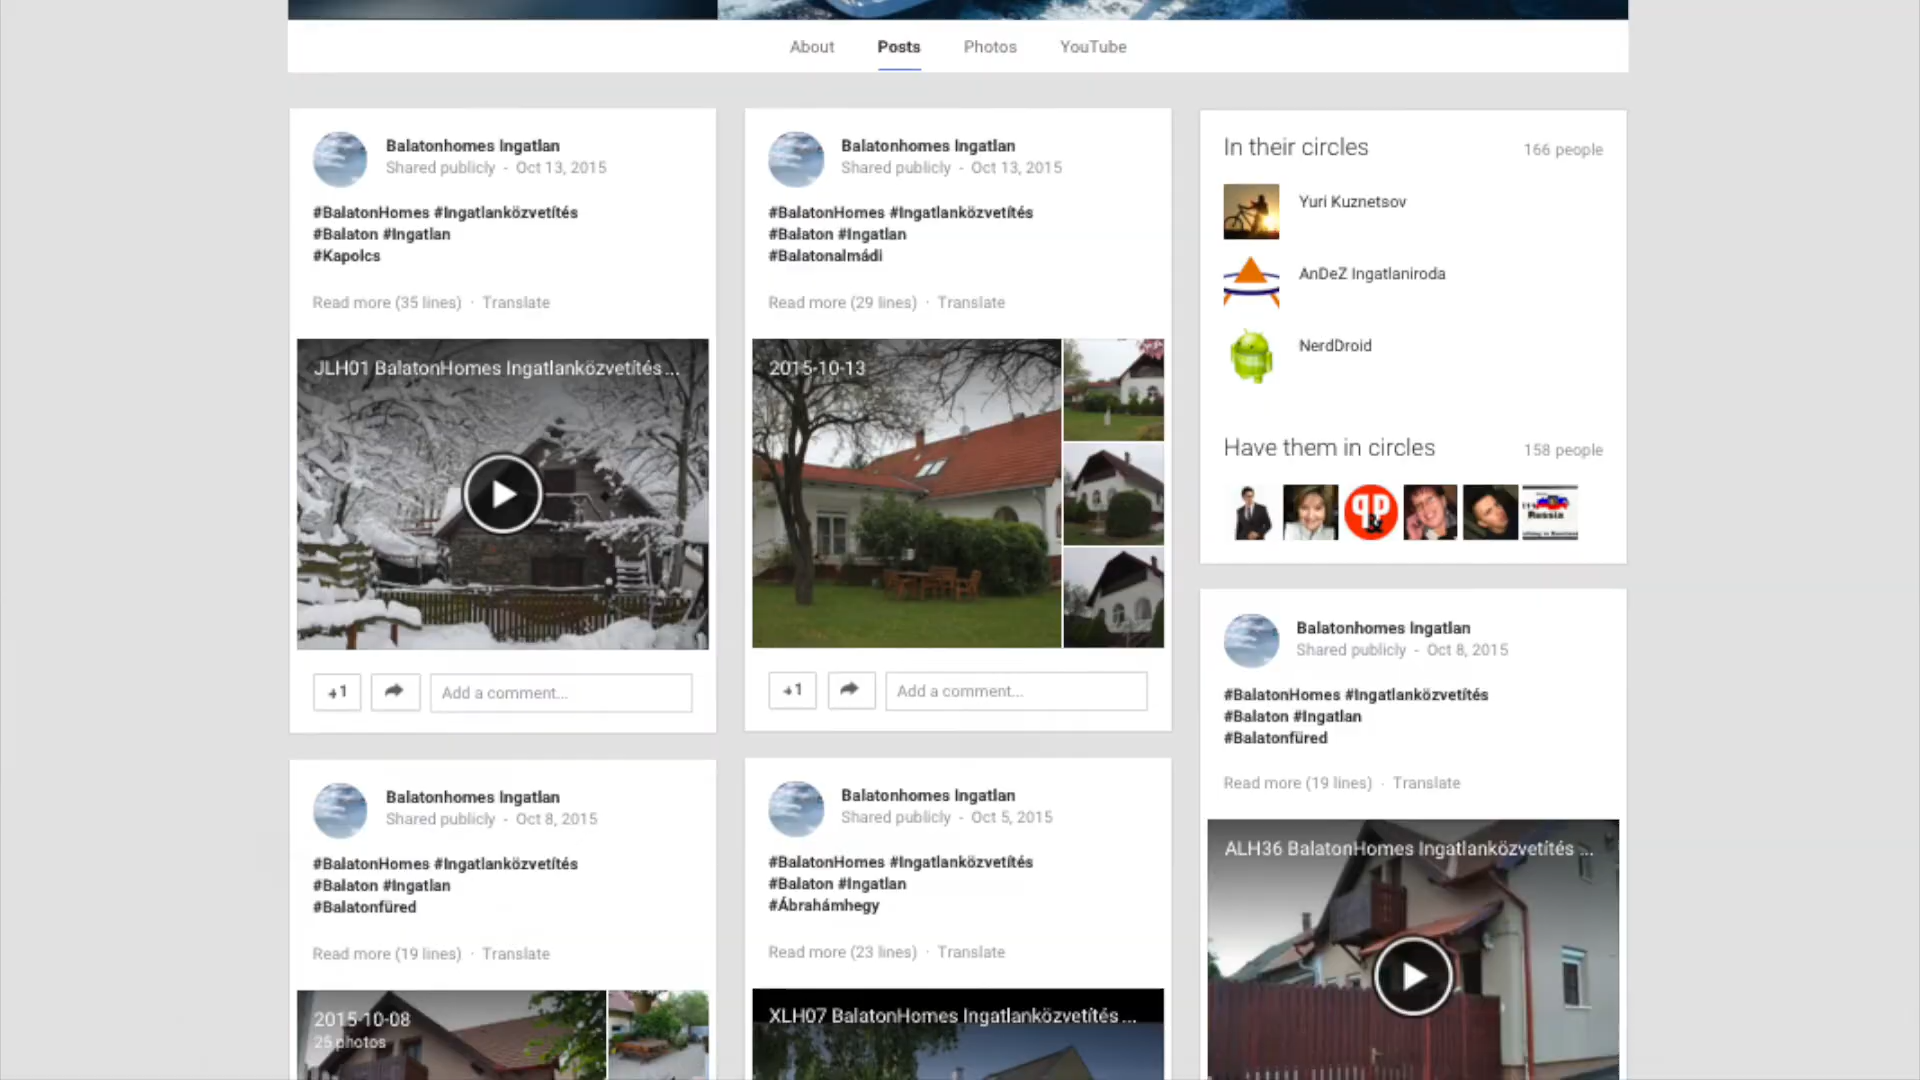 About
Posts
Photos
YouTube
Balatonhomes Ingatlan
Shared publicly - Oct 13, 2015
#BalatonHomes #Ingatlanközvetítés
#Balaton #Ingatlan
#Kapolcs
Read more (35 lines) · Translate
JLH01 BalatonHomes Ingatlanközvetítés ...
+1
Add a comment...
Balatonhomes Ingatlan
Shared publicly - Oct 13, 2015
#BalatonHomes #Ingatlanközvetítés
#Balaton #Ingatlan
#Balatonalmádi
Read more (29 lines) · Translate
2015-10-13
+1
Add a comment...
In their circles
166 people
Yuri Kuznetsov
AnDeZ Ingatlaniroda
NerdDroid
Have them in circles
158 people
p&p
Russia
Balatonhomes Ingatlan
Shared publicly - Oct 8, 2015
#BalatonHomes #Ingatlanközvetítés
#Balaton #Ingatlan
#Balatonfüred
Read more (19 lines) · Translate
2015-10-08
25 photos
Balatonhomes Ingatlan
Shared publicly - Oct 5, 2015
#BalatonHomes #Ingatlanközvetítés
#Balaton #Ingatlan
#Ábrahámhegy
Read more (23 lines) · Translate
XLH07 BalatonHomes Ingatlanközvetítés ...
Balatonhomes Ingatlan
Shared publicly - Oct 8, 2015
#BalatonHomes #Ingatlanközvetítés
#Balaton #Ingatlan
#Balatonfüred
Read more (19 lines) · Translate
ALH36 BalatonHomes Ingatlanközvetítés ...